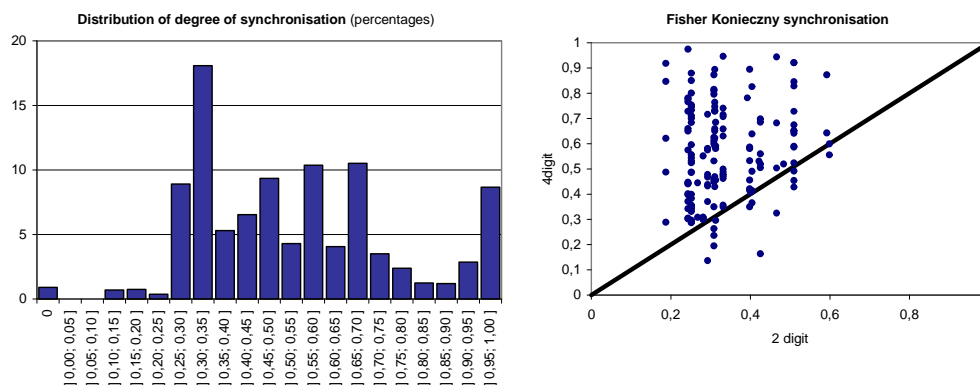 Distribution of degree of synchronisation (percentages)
20
15
10
5
0
0
] 0,00; 0,05 ]
] 0,05; 0,10 ]
] 0,10; 0,15 ]
] 0,15; 0,20 ]
] 0,20; 0,25 ]
] 0,25; 0,30 ]
] 0,30; 0,35 ]
] 0,35; 0,40 ]
] 0,40; 0,45 ]
] 0,45; 0,50 ]
] 0,50; 0,55 ]
] 0,55; 0,60 ]
] 0,60; 0,65 ]
] 0,65; 0,70 ]
] 0,70; 0,75 ]
] 0,75; 0,80 ]
] 0,80; 0,85 ]
] 0,85; 0,90 ]
] 0,90; 0,95 ]
] 0,95; 1,00 ]
Fisher Konieczny synchronisation
4digit
1
0,9
0,8
0,7
0,6
0,5
0,4
0,3
0,2
0,1
0
0
0,2
0,4
0,6
0,8
2 digit